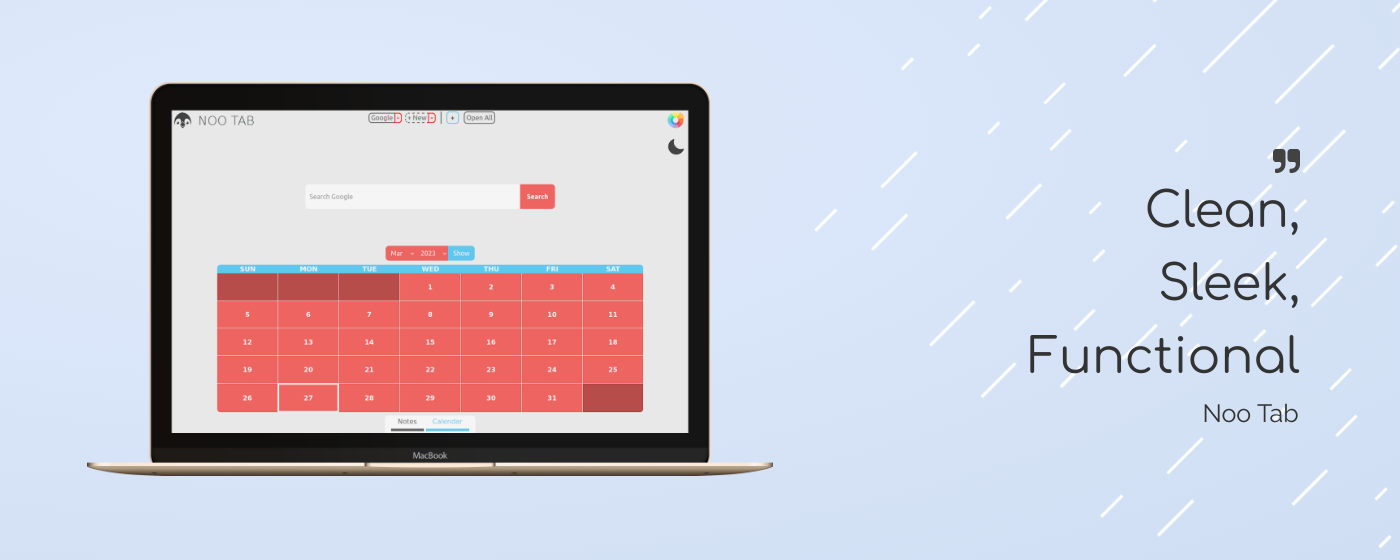 NOO TAB
Google - + New - + Open All
Search Google Search
Mar 2023 Show
SUN MON TUE WED THU FRI SAT
1 2 3 4
5 6 7 8 9 10 11
12 13 14 15 16 17 18
19 20 21 22 23 24 25
26 27 28 29 30 31
Notes Calendar
MacBook
”
Clean,
Sleek,
Functional
Noo Tab